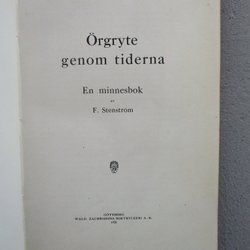 Örgryte
genom tiderna
En minnesbok
av
F. Stenström
GÖTEBORG
WALD. ZACHRISSONS BOKTRYCKERI A.-B.